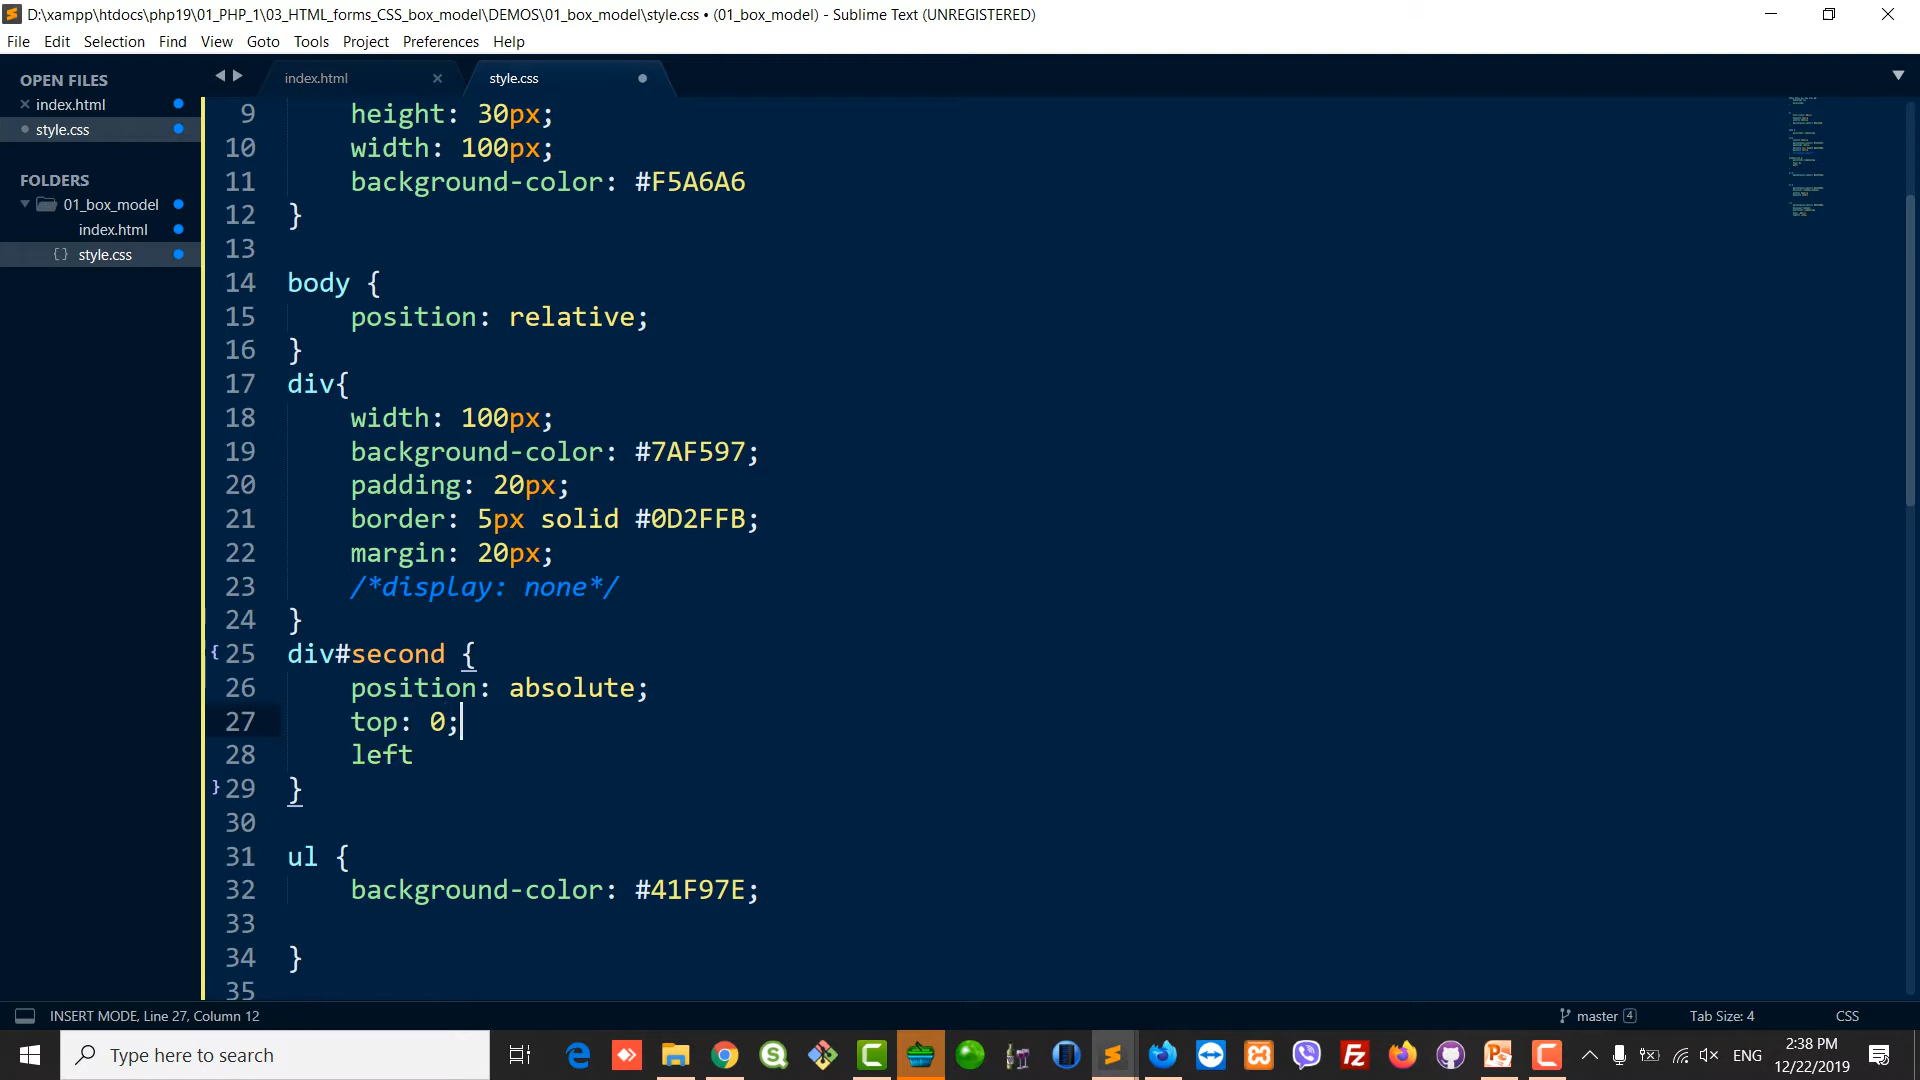 D:\xampp\htdocs\php19\01_PHP_1\03_HTML_forms_CSS_box_model\DEMOS\01_box_model\style.css • (01_box_model) - Sublime Text (UNREGISTERED)
File Edit Selection Find View Goto Tools Project Preferences Help
OPEN FILES
index.html
style.css
FOLDERS
01_box_model
index.html
{} style.css
index.html
style.css
9 height: 30px;
10 width: 100px;
11 background-color: #F5A6A6
12 }
13
14 body {
15 position: relative;
16 }
17 div{
18 width: 100px;
19 background-color: #7AF597;
20 padding: 20px;
21 border: 5px solid #0D2FFB;
22 margin: 20px;
23 /*display: none*/
24 }
{ 25 div#second {
26 position: absolute;
27 top: 0;
28 left
} 29 }
30
31 ul {
32 background-color: #41F97E;
33
34 }
35
INSERT MODE, Line 27, Column 12
master 4
Tab Size: 4
CSS
Type here to search
ENG
2:38 PM
12/22/2019